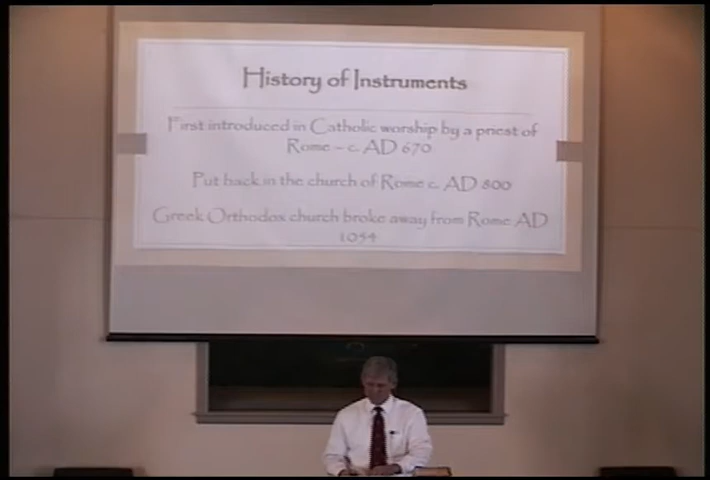 History of Instruments
First introduced in Catholic worship by a priest of
Rome – c. AD 670
Put back in the church of Rome c. AD 800
Greek Orthodox church broke away from Rome AD
1054